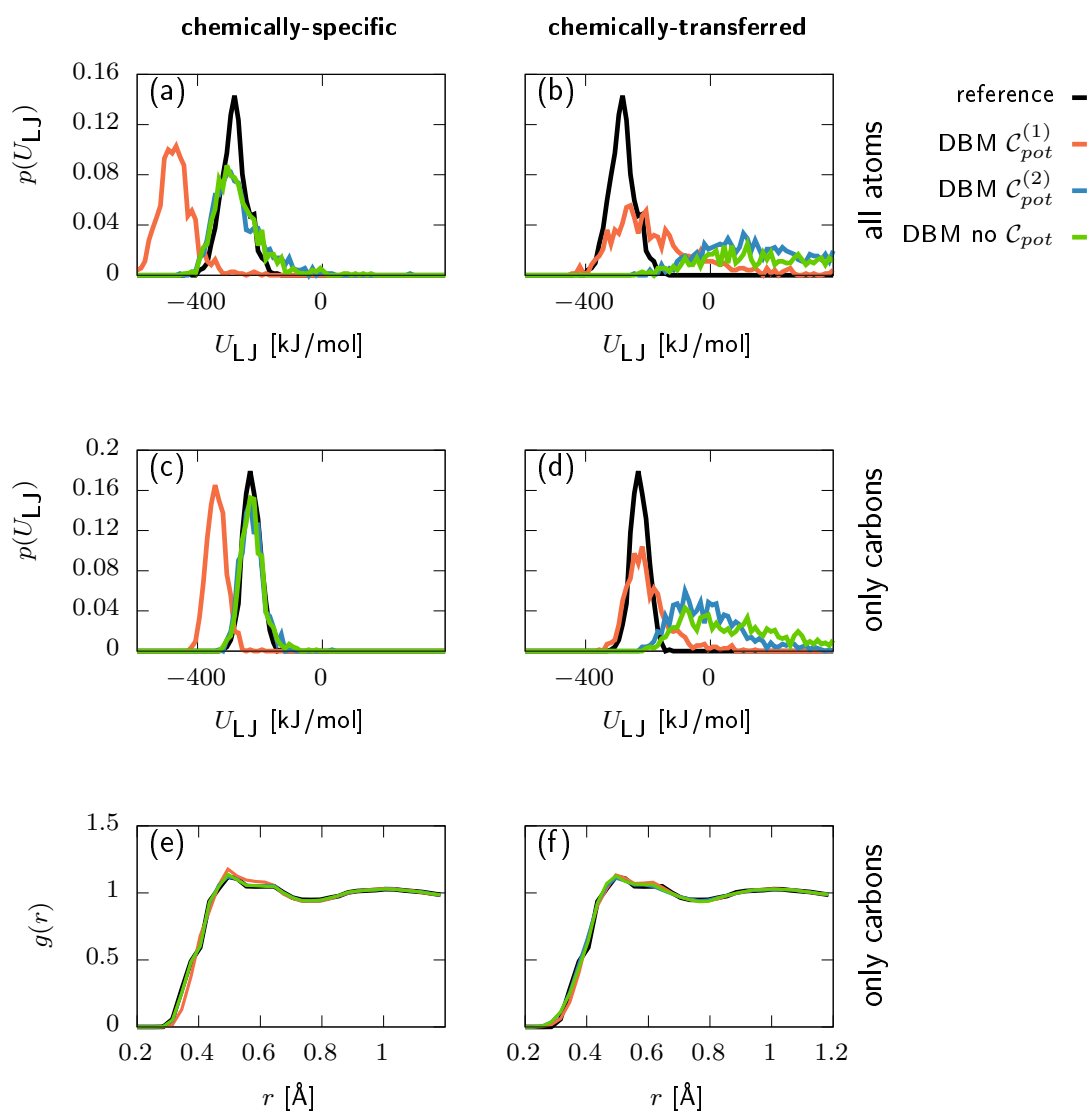 chemically-specific
chemically-transferred
reference
DBM C_pot^(1)
DBM C_pot^(2)
DBM no C_pot
(a)
0.16
0.12
0.08
0.04
0
p(U_LJ)
−400
0
U_LJ [kJ/mol]
(b)
−400
0
U_LJ [kJ/mol]
all atoms
(c)
0.2
0.16
0.12
0.08
0.04
0
p(U_LJ)
−400
0
U_LJ [kJ/mol]
(d)
−400
0
U_LJ [kJ/mol]
only carbons
(e)
1.5
1
0.5
0
g(r)
0.2
0.4
0.6
0.8
1
r [Å]
(f)
0.2
0.4
0.6
0.8
1
1.2
r [Å]
only carbons